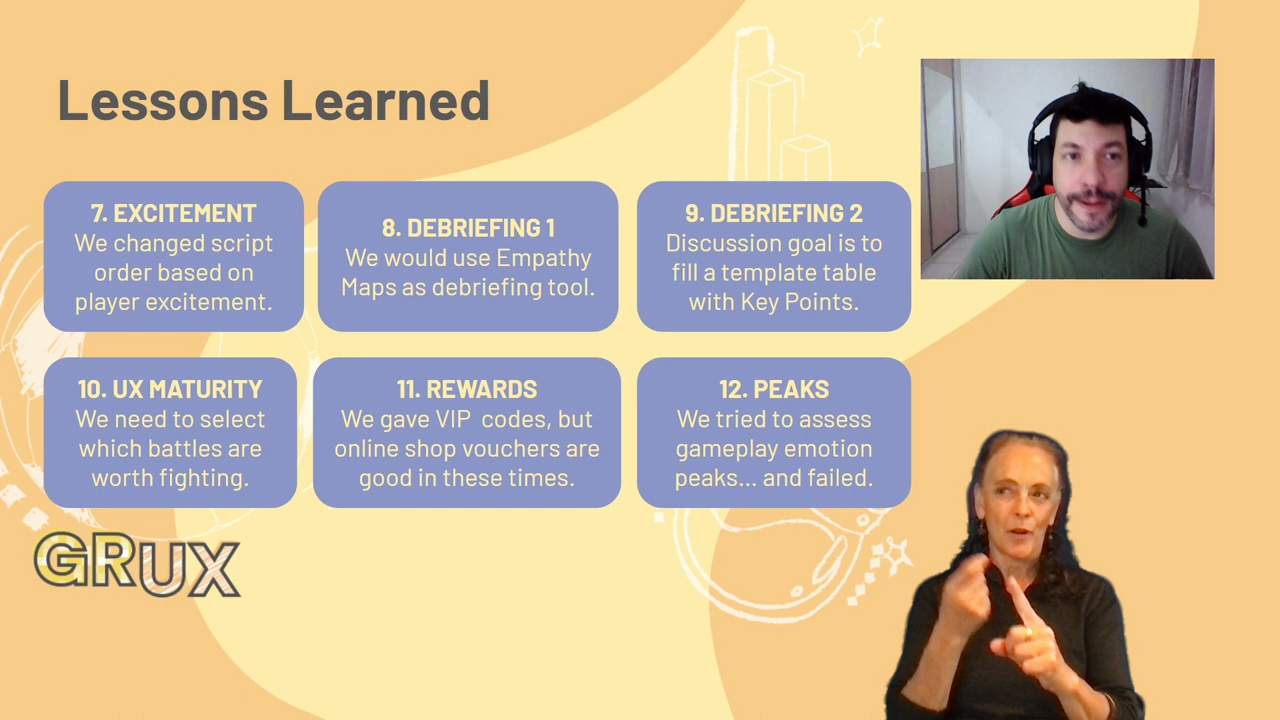 Lessons Learned
7. EXCITEMENT
We changed script
order based on
player excitement.
8. DEBRIEFING 1
We would use Empathy
Maps as debriefing tool.
9. DEBRIEFING 2
Discussion goal is to
fill a template table
with Key Points.
10. UX MATURITY
We need to select
which battles are
worth fighting.
11. REWARDS
We gave VIP codes, but
online shop vouchers are
good in these times.
12. PEAKS
We tried to assess
gameplay emotion
peaks... and failed.
GRUX